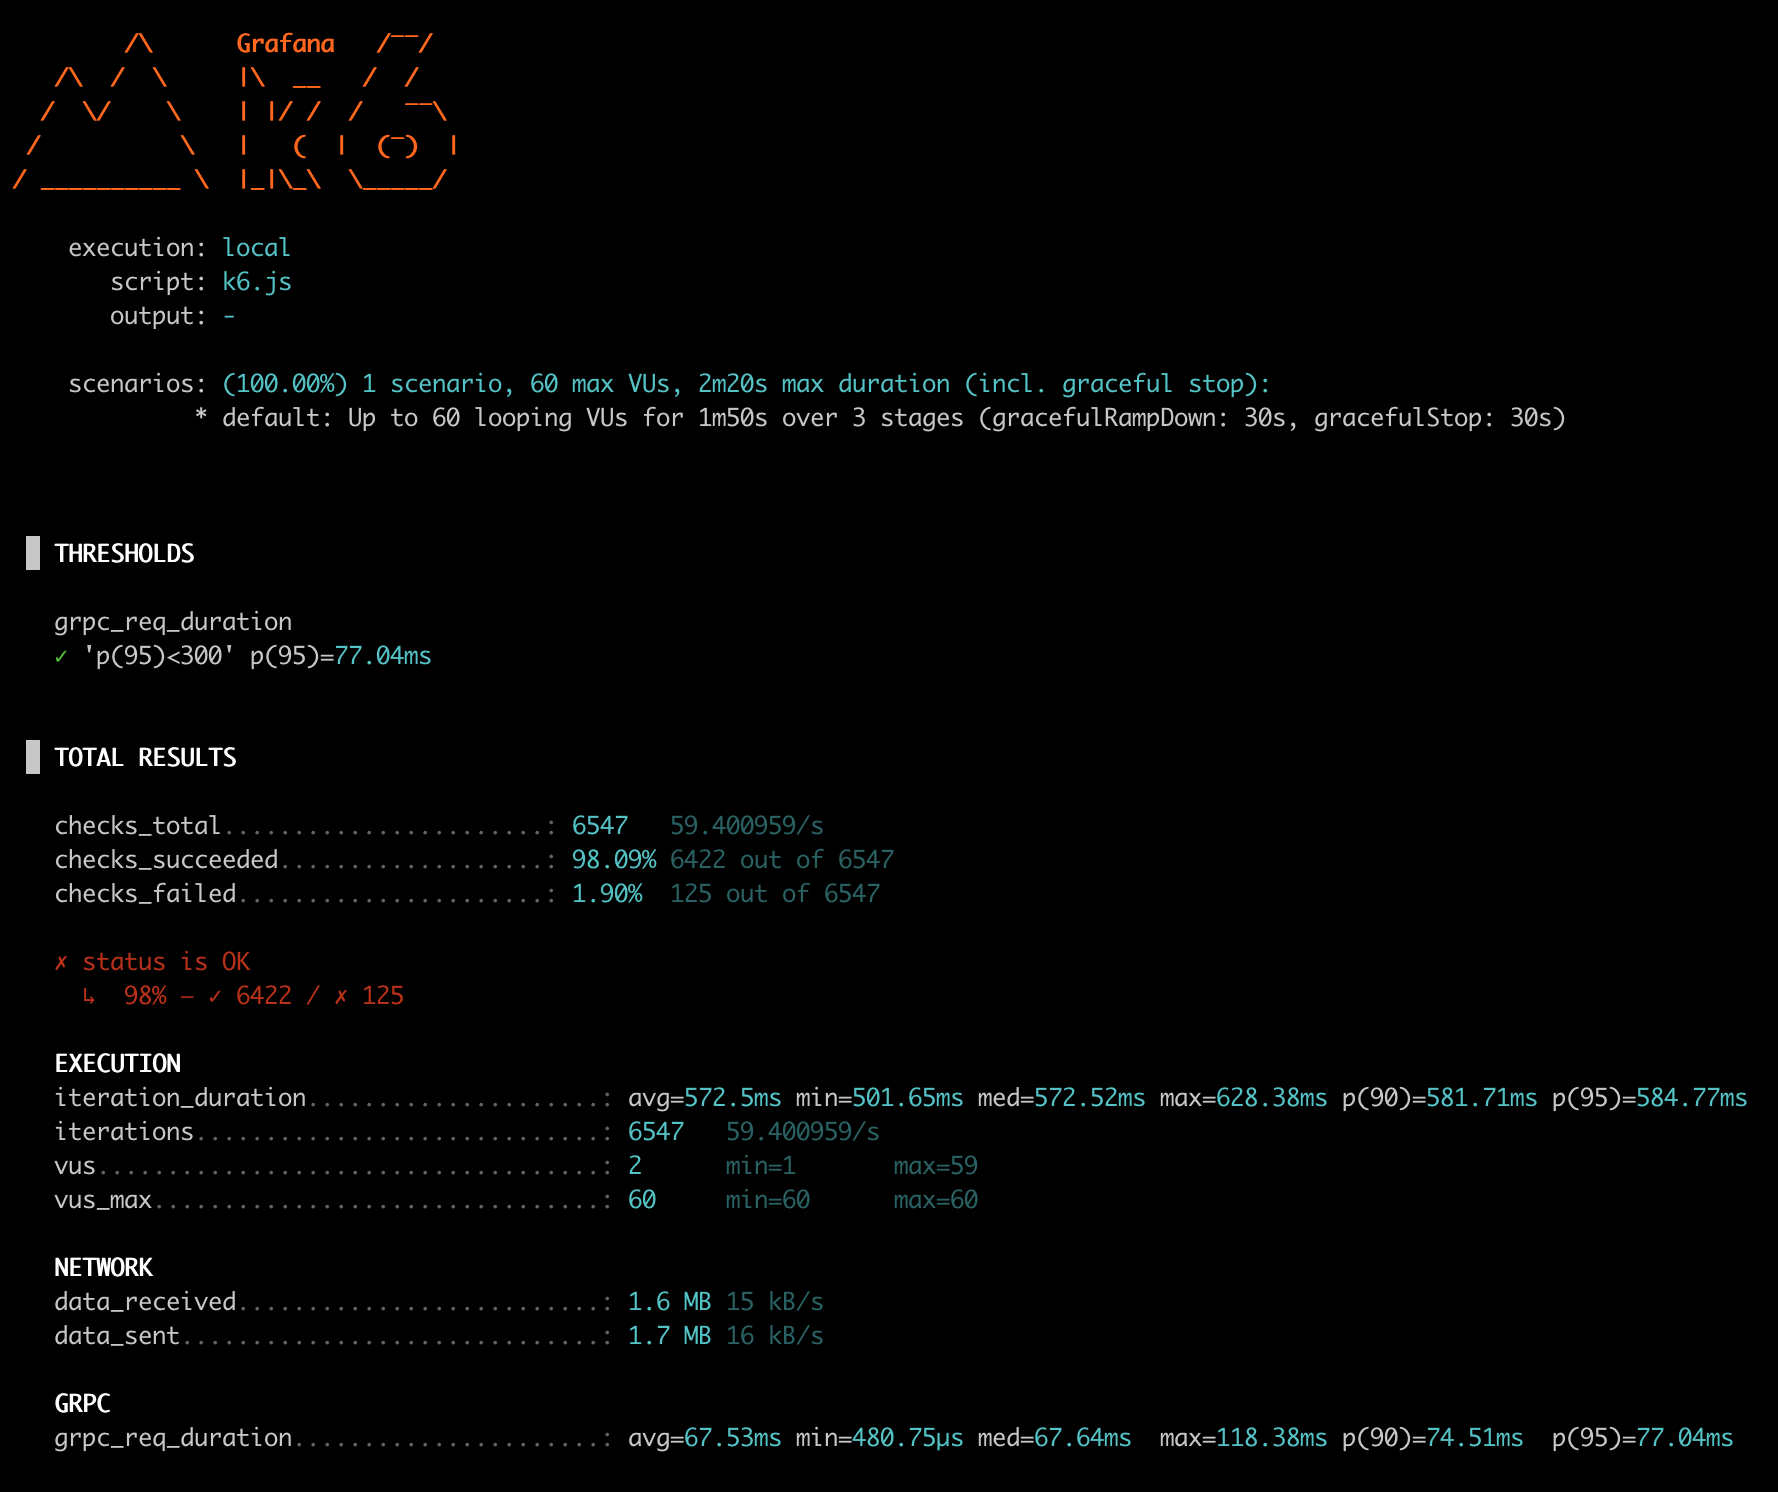 /\      Grafana   /‾‾/
    /\  /  \     |\  __   /  /
   /  \/    \    | |/ /  /   ‾‾\
  /          \   |   (  |  (‾)  |
 / __________ \  |_|\_\  \_____/
execution: local
script: k6.js
output: -
scenarios: (100.00%) 1 scenario, 60 max VUs, 2m20s max duration (incl. graceful stop):
* default: Up to 60 looping VUs for 1m50s over 3 stages (gracefulRampDown: 30s, gracefulStop: 30s)
█ THRESHOLDS
grpc_req_duration
✓ 'p(95)<300' p(95)=77.04ms
█ TOTAL RESULTS
checks_total.......................: 6547   59.400959/s
checks_succeeded...................: 98.09% 6422 out of 6547
checks_failed......................: 1.90%  125 out of 6547
✗ status is OK
↳  98% — ✓ 6422 / ✗ 125
EXECUTION
iteration_duration.....................: avg=572.5ms min=501.65ms med=572.52ms max=628.38ms p(90)=581.71ms p(95)=584.77ms
iterations.............................: 6547   59.400959/s
vus....................................: 2      min=1       max=59
vus_max................................: 60     min=60      max=60
NETWORK
data_received..........................: 1.6 MB 15 kB/s
data_sent..............................: 1.7 MB 16 kB/s
GRPC
grpc_req_duration......................: avg=67.53ms min=480.75µs med=67.64ms  max=118.38ms p(90)=74.51ms  p(95)=77.04ms